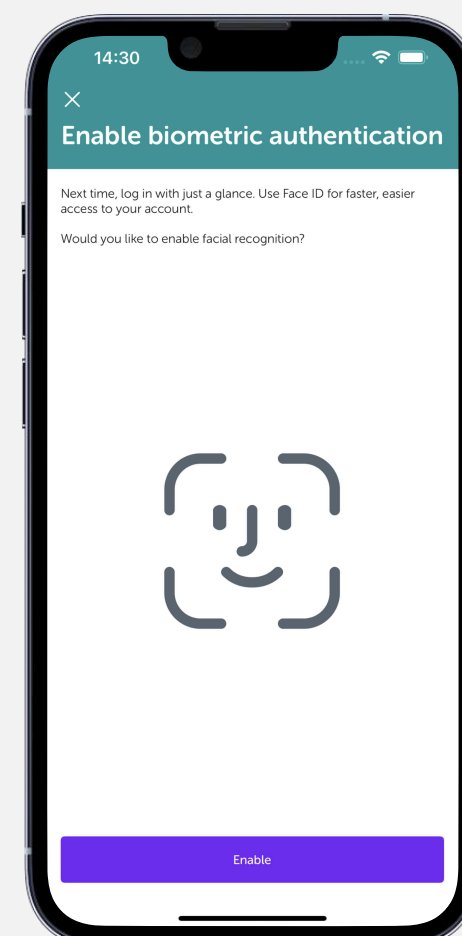 14:30
Enable biometric authentication
Next time, log in with just a glance. Use Face ID for faster, easier
access to your account.
Would you like to enable facial recognition?
Enable